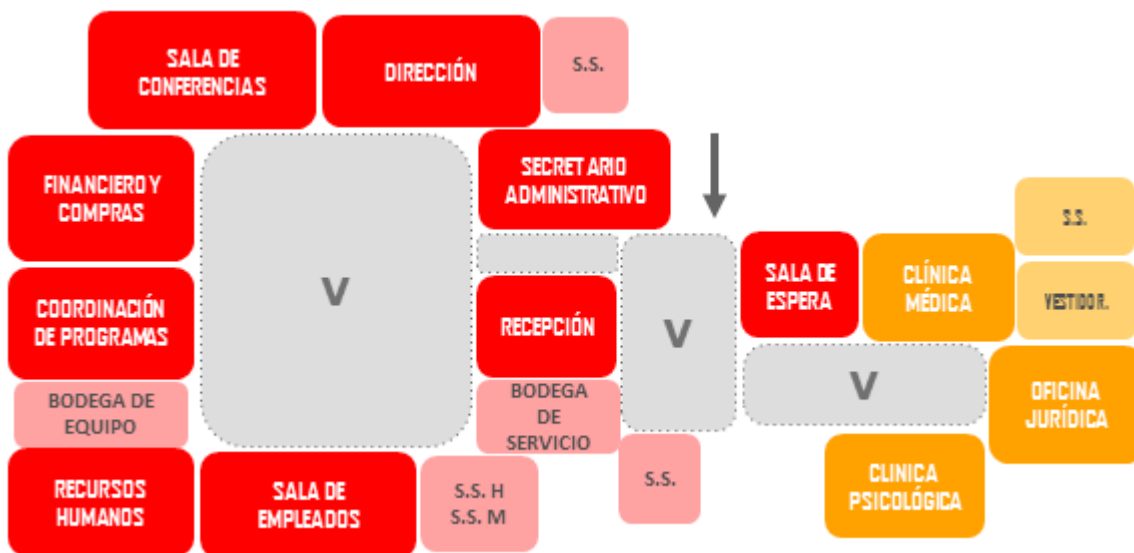 SALA DE
CONFERENCIAS
DIRECCIÓN
S.S.
FINANCIERO Y
COMPRAS
SECRETARIO
ADMINISTRATIVO
S.S.
V
SALA DE
ESPERA
CLÍNICA
MÉDICA
COORDINACIÓN
DE PROGRAMAS
RECEPCIÓN
V
VESTIDOR.
V
BODEGA DE
EQUIPO
BODEGA
DE
SERVICIO
OFICINA
JURÍDICA
RECURSOS
HUMANOS
SALA DE
EMPLEADOS
S.S. H
S.S. M
S.S.
CLINICA
PSICOLÓGICA